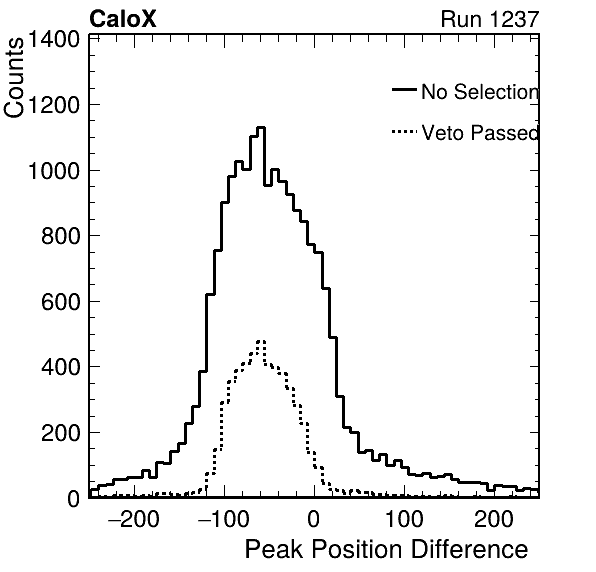 CaloX Run 1237
Counts
1400
1200
1000
800
600
400
200
0
No Selection
Veto Passed
−200 −100 0 100 200
Peak Position Difference